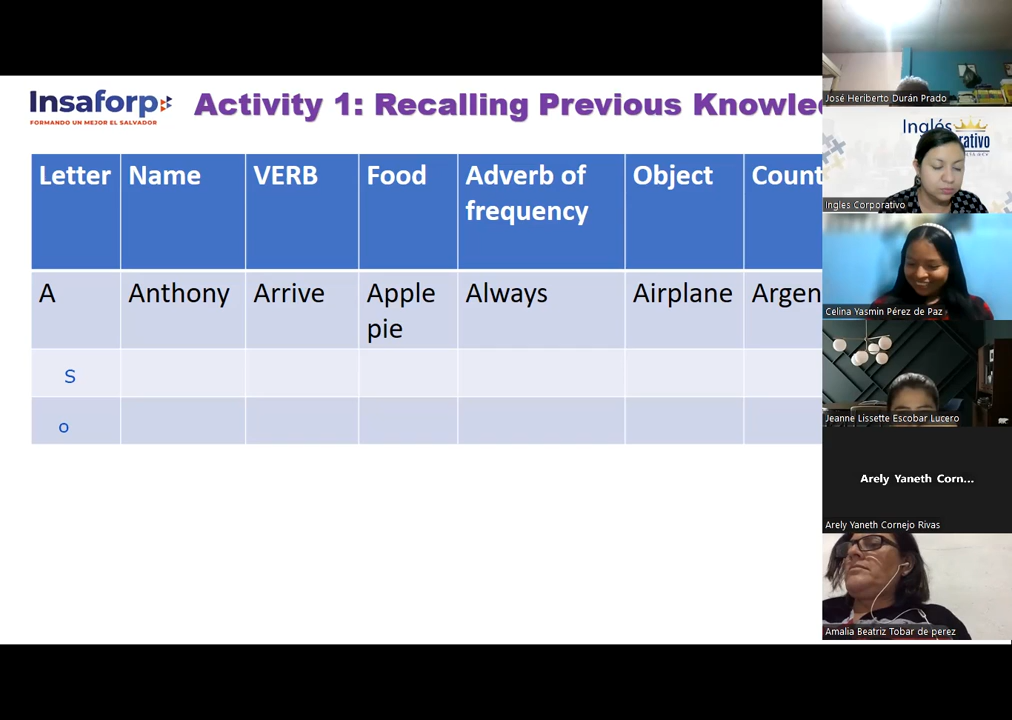 Insaforp
FORMANDO UN MEJOR EL SALVADOR
Activity 1: Recalling Previous Knowle
Letter Name VERB Food Adverb of frequency Object Count
A Anthony Arrive Apple pie Always Airplane Argen
S
o
José Heriberto Durán Prado
Inglés
rativo
Ingles Corporativo
Celina Yasmin Pérez de Paz
Jeanne Lissette Escobar Lucero
Arely Yaneth Corn...
Arely Yaneth Cornejo Rivas
Amalia Beatriz Tobar de perez